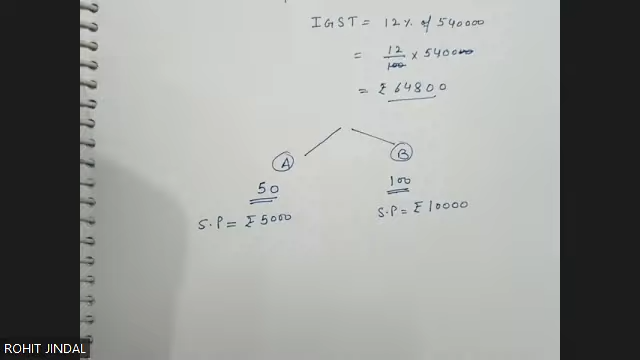 IGST = 12% of 540000
= 12/100 x 540000
= ₹ 64800
A B
50 100
S.P = ₹ 5000 S.P = ₹ 10000
ROHIT JINDAL